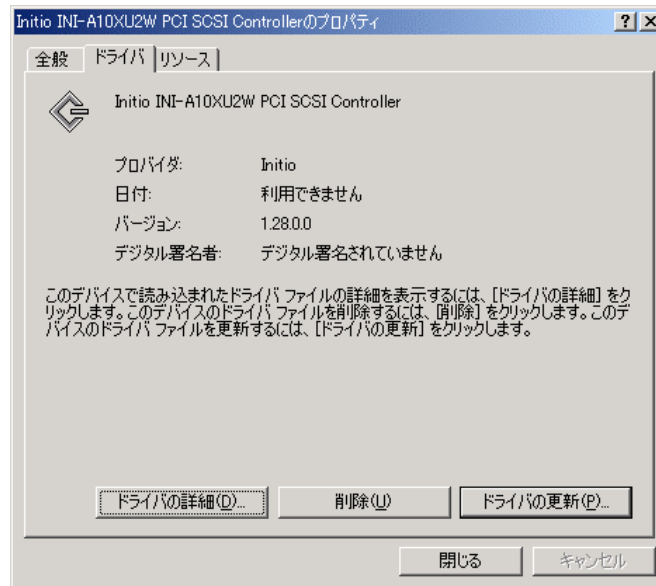 Initio INI-A10XU2W PCI SCSI Controllerのプロパティ
全般 ドライバ リソース
Initio INI-A10XU2W PCI SCSI Controller
プロバイダ: Initio
日付: 利用できません
バージョン: 1.28.0.0
デジタル署名者: デジタル署名されていません
このデバイスで読み込まれたドライバ ファイルの詳細を表示するには、[ドライバの詳細] をク
リックします。このデバイスのドライバ ファイルを削除するには、[削除] をクリックします。このデ
バイスのドライバ ファイルを更新するには、[ドライバの更新] をクリックします。
ドライバの詳細(D)... 削除(U) ドライバの更新(P)...
閉じる キャンセル